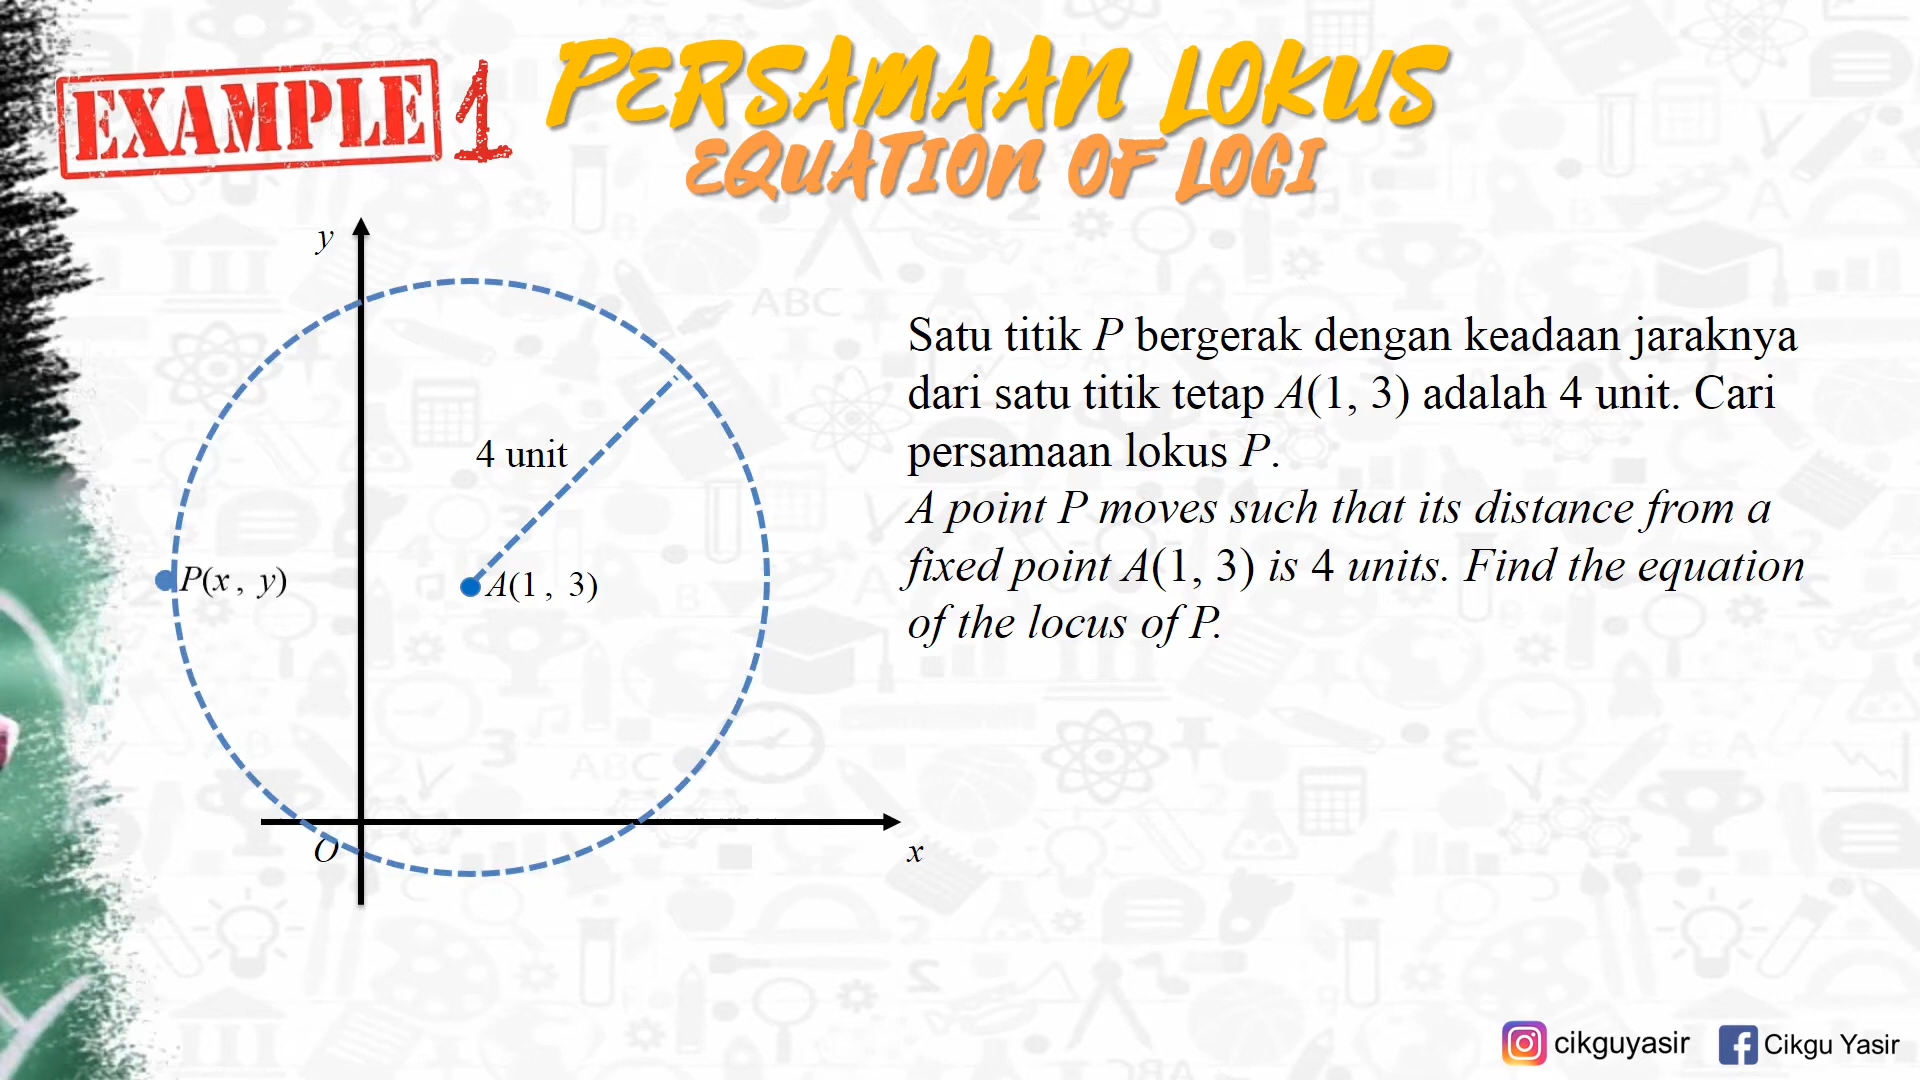 EXAMPLE 1
PERSAMAAN LOKUS
EQUATION OF LOCI
y
4 unit
P(x , y)
A(1 , 3)
O
x
Satu titik P bergerak dengan keadaan jaraknya
dari satu titik tetap A(1, 3) adalah 4 unit. Cari
persamaan lokus P.
A point P moves such that its distance from a
fixed point A(1, 3) is 4 units. Find the equation
of the locus of P.
ABC
ABC
cikguyasir
Cikgu Yasir